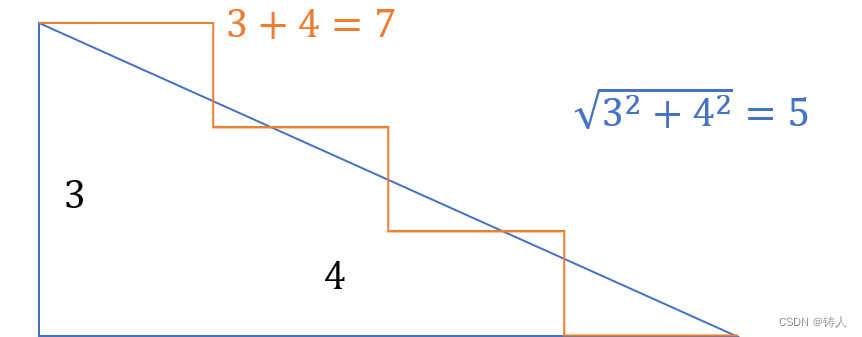 3 + 4 = 7
√3² + 4² = 5
3
4
CSDN @铸人